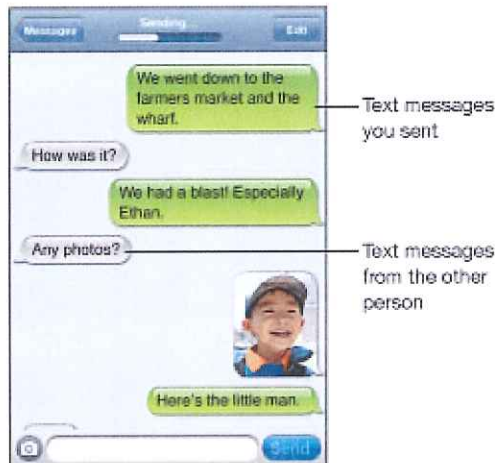 Messages
Sending...
Edit
We went down to the
farmers market and the
wharf.
Text messages
you sent
How was it?
We had a blast! Especially
Ethan.
Any photos?
Text messages
from the other
person
Here's the little man.
Send